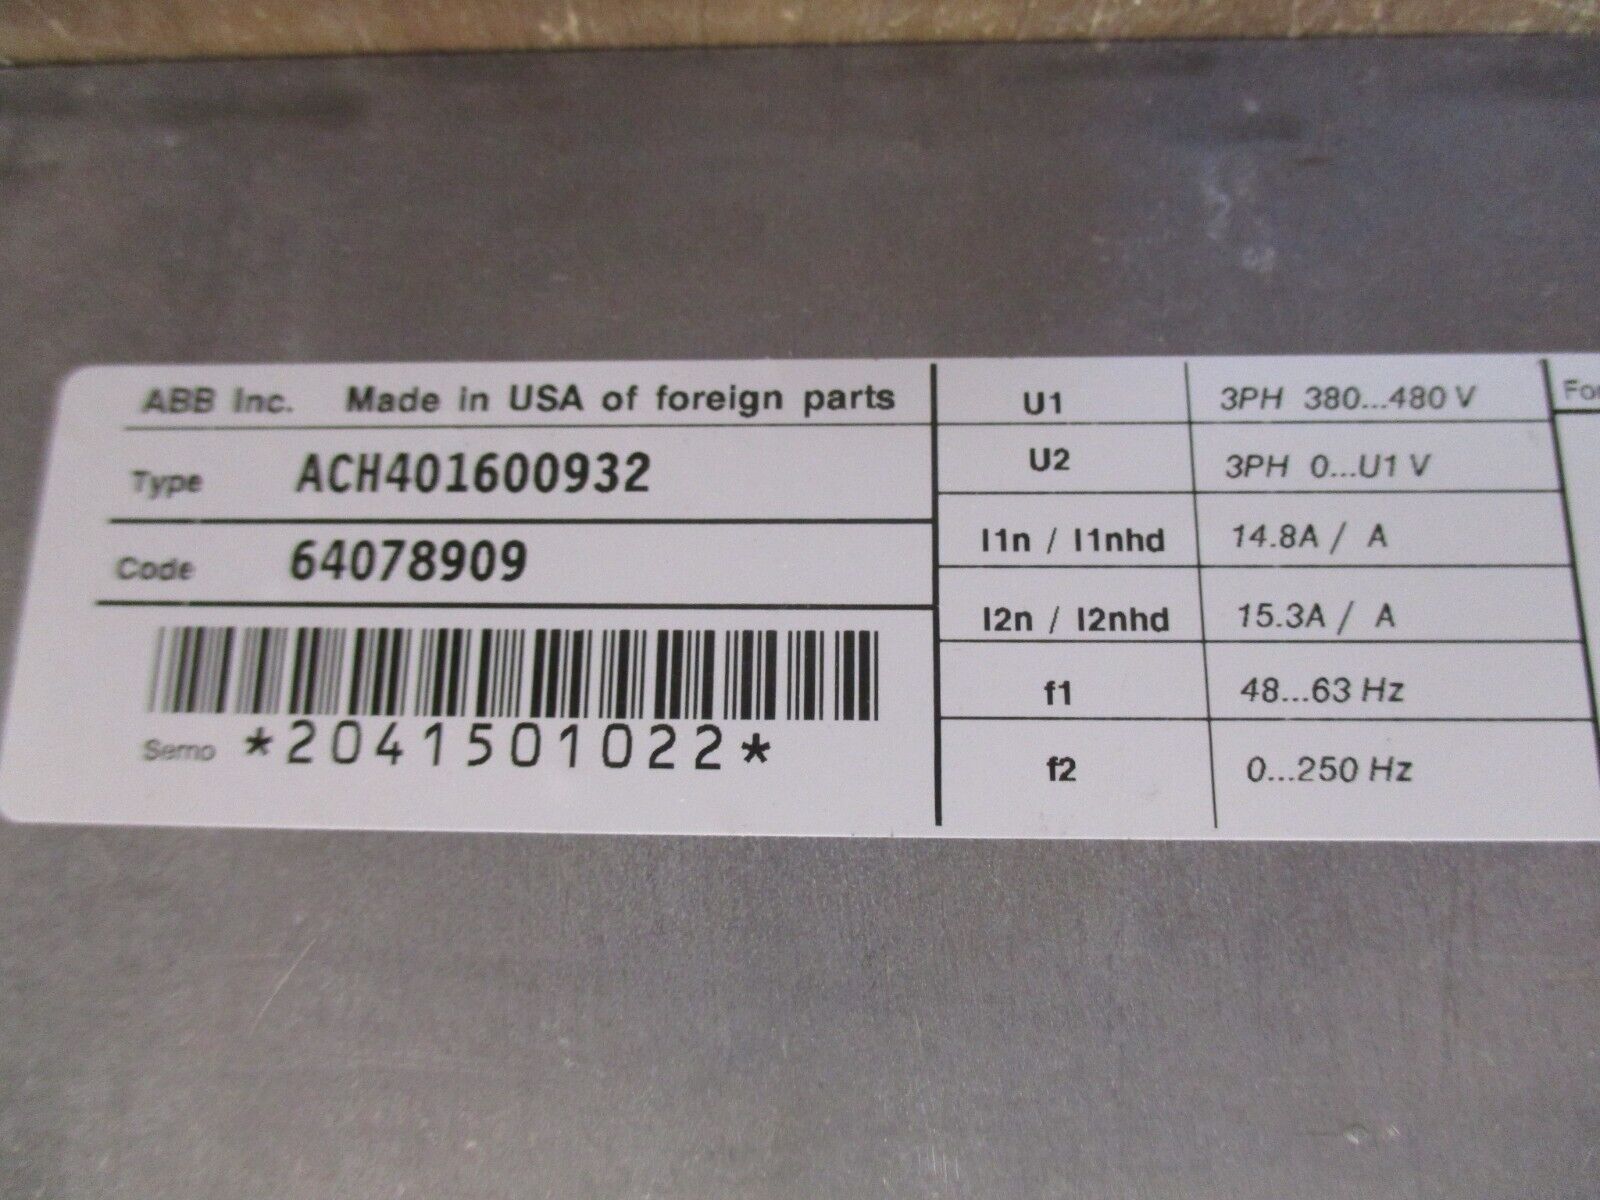 ABB Inc. Made in USA of foreign parts
Type ACH401600932
Code 64078909
Serno *2041501022*
U1 3PH 380...480 V
U2 3PH 0...U1 V
I1n / I1nhd 14.8A / A
I2n / I2nhd 15.3A / A
f1 48...63 Hz
f2 0...250 Hz